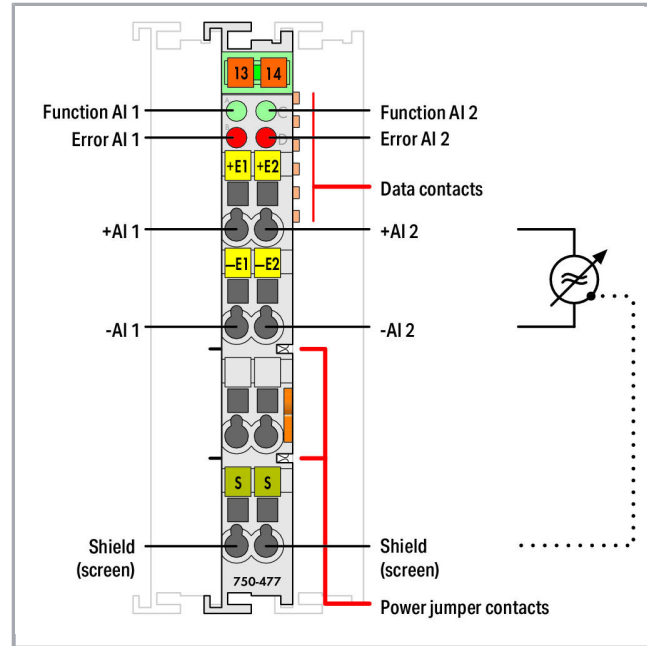 13 14
Function AI 1
A
C
Function AI 2
Error AI 1
D
Error AI 2
+E1 +E2
Data contacts
+AI 1
+AI 2
—E1 —E2
-AI 1
-AI 2
S S
Shield
(screen)
Shield
(screen)
750-477
Power jumper contacts